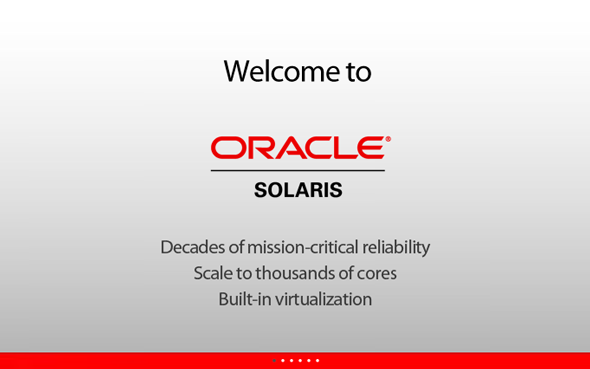 Welcome to
ORACLE®
SOLARIS
Decades of mission-critical reliability
Scale to thousands of cores
Built-in virtualization